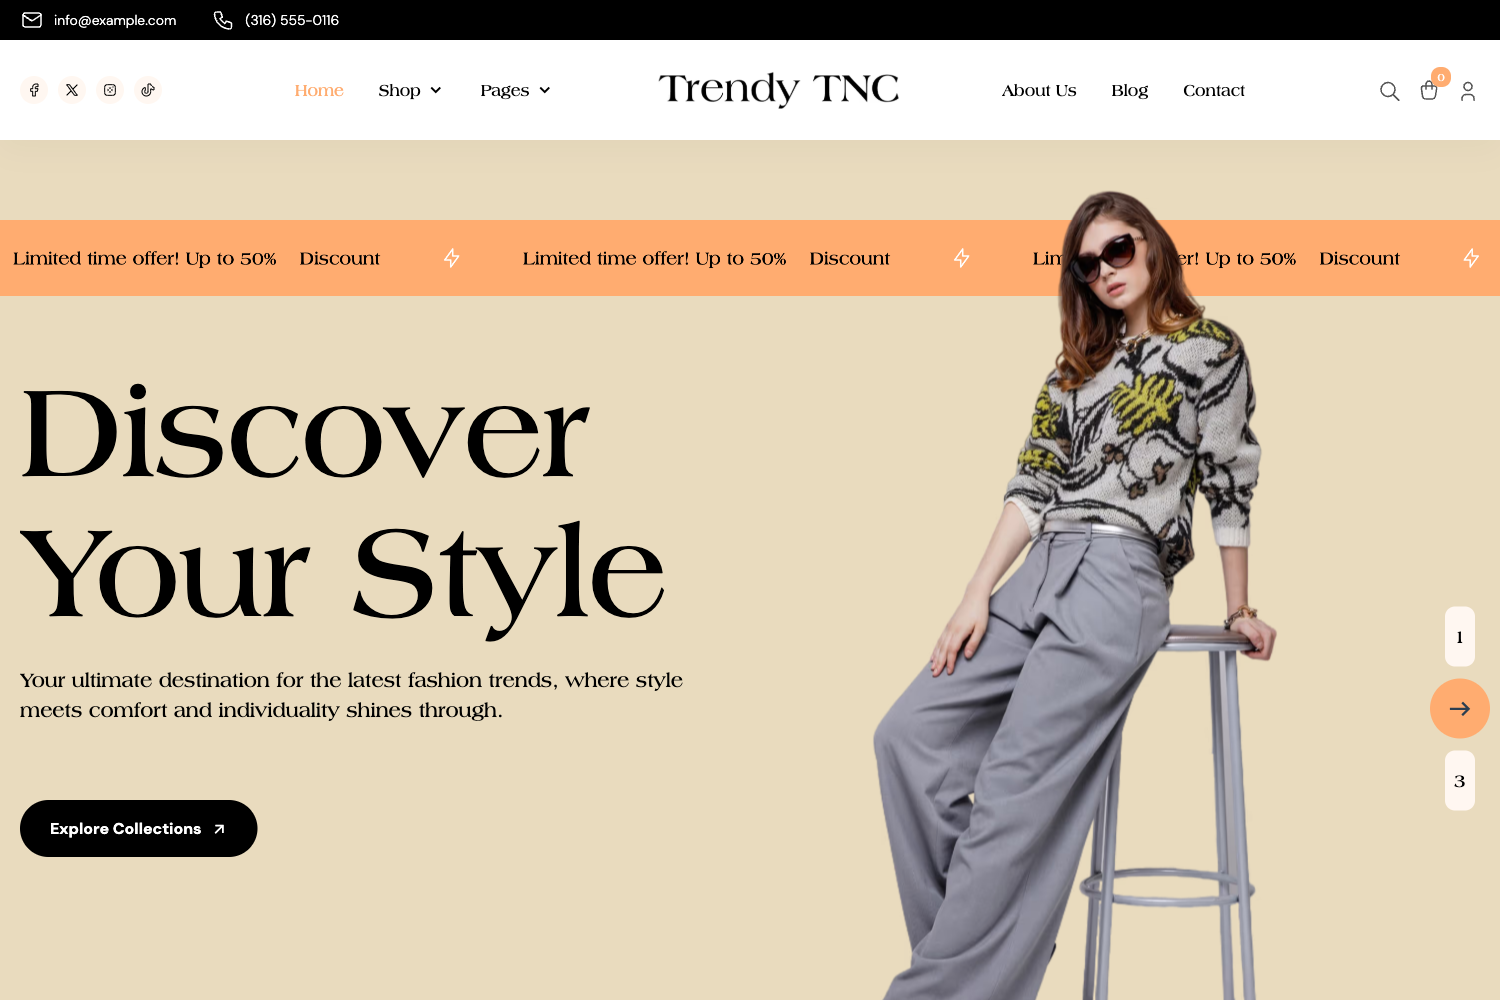 info@example.com (316) 555-0116
Home Shop Pages Trendy TNC About Us Blog Contact 0
Limited time offer! Up to 50% Discount Limited time offer! Up to 50% Discount Lim er! Up to 50% Discount
Discover
Your Style
Your ultimate destination for the latest fashion trends, where style
meets comfort and individuality shines through.
Explore Collections
1
3